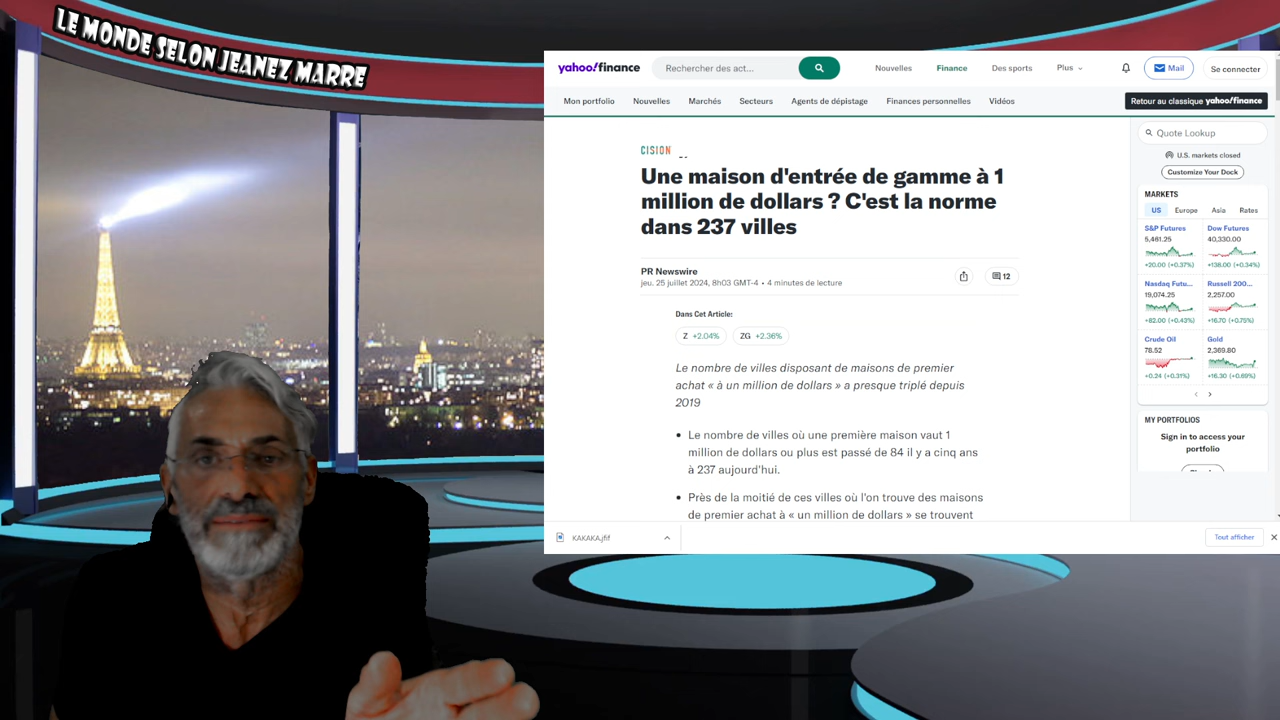 LE MONDE SELON JEANEZ MARRE
yahoo!finance
Rechercher des act...
Nouvelles
Finance
Des sports
Plus
Mail
Se connecter
Mon portfolio
Nouvelles
Marchés
Secteurs
Agents de dépistage
Finances personnelles
Vidéos
Retour au classique yahoo/finance
CISION
Une maison d'entrée de gamme à 1
million de dollars ? C'est la norme
dans 237 villes
PR Newswire
jeu. 25 juillet 2024, 8h03 GMT-4 • 4 minutes de lecture
12
Dans Cet Article:
Z +2.04%
ZG +2.36%
Le nombre de villes disposant de maisons de premier
achat « à un million de dollars » a presque triplé depuis
2019
• Le nombre de villes où une première maison vaut 1
million de dollars ou plus est passé de 84 il y a cinq ans
à 237 aujourd'hui.
• Près de la moitié de ces villes où l'on trouve des maisons
de premier achat à « un million de dollars » se trouvent
Quote Lookup
U.S. markets closed
Customize Your Dock
MARKETS
US Europe Asia Rates
S&P Futures
5,461.25
+20.00 (+0.37%)
Dow Futures
40,330.00
+138.00 (+0.34%)
Nasdaq Futu...
19,074.25
+82.00 (+0.43%)
Russell 200...
2,257.00
+16.70 (+0.75%)
Crude Oil
78.52
+0.24 (+0.31%)
Gold
2,369.80
+16.30 (+0.69%)
MY PORTFOLIOS
Sign in to access your
portfolio
KAKAKA.jfif
Tout afficher